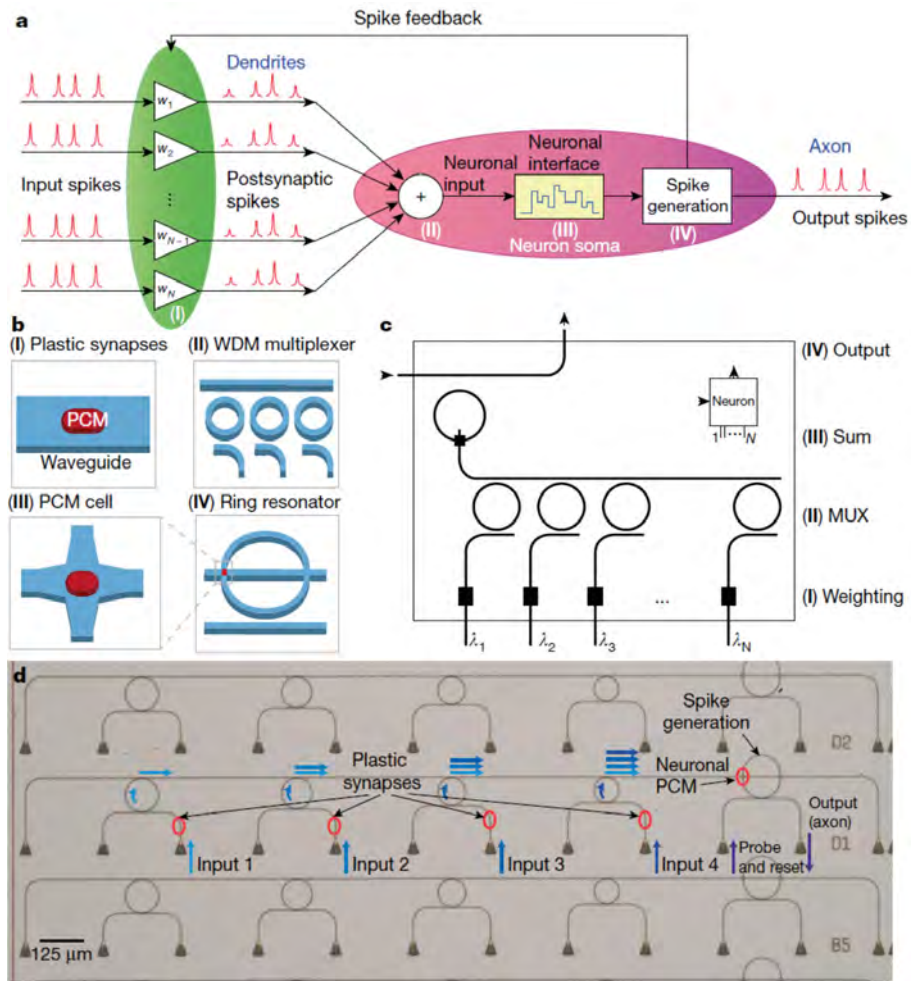 a
Spike feedback
Dendrites
w1
w2
...
wN−1
wN
(I)
Input spikes
Postsynaptic
spikes
+
(II)
Neuronal
input
Neuronal
interface
(III)
Neuron soma
Spike
generation
(IV)
Axon
Output spikes
b
(I) Plastic synapses
PCM
Waveguide
(II) WDM multiplexer
(III) PCM cell
(IV) Ring resonator
c
Neuron
1 ... N
(IV) Output
(III) Sum
(II) MUX
(I) Weighting
...
λ1
λ2
λ3
λN
d
Spike
generation
D2
Plastic
synapses
Neuronal
PCM
Output
(axon)
D1
Input 1
Input 2
Input 3
Input 4
Probe
and reset
125 μm
B5